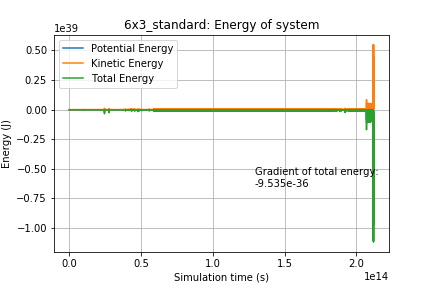 6x3_standard: Energy of system
1e39
Potential Energy
Kinetic Energy
Total Energy
0.50
0.25
0.00
−0.25
−0.50
−0.75
−1.00
Energy (J)
Gradient of total energy:
-9.535e-36
0.0 0.5 1.0 1.5 2.0
1e14
Simulation time (s)